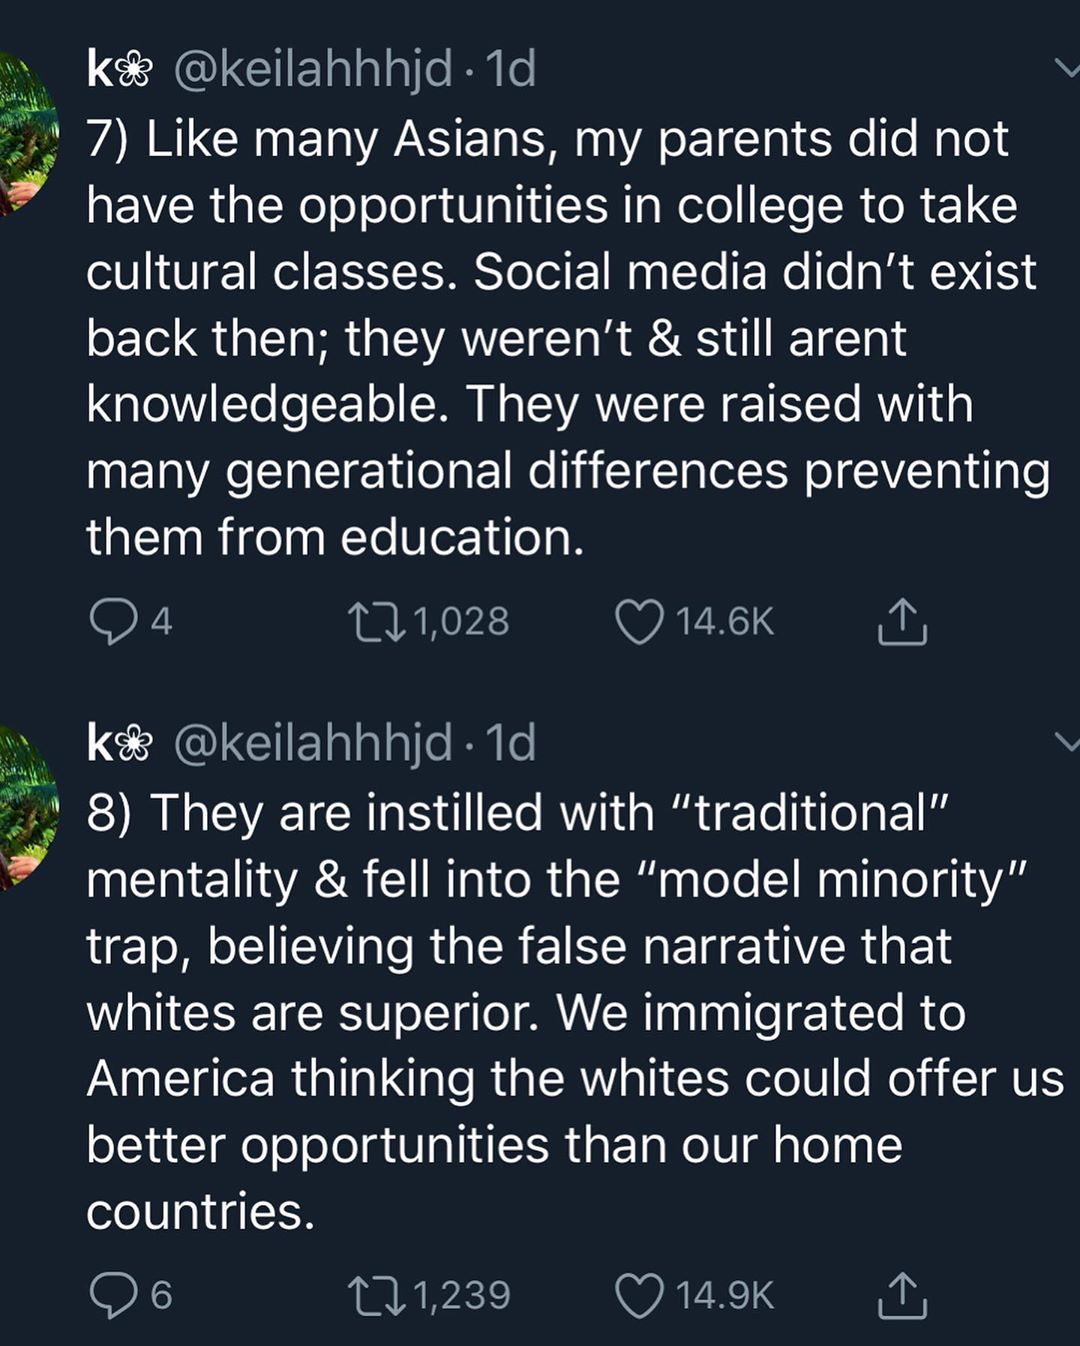 k @keilahhhjd · 1d
7) Like many Asians, my parents did not
have the opportunities in college to take
cultural classes. Social media didn’t exist
back then; they weren’t & still arent
knowledgeable. They were raised with
many generational differences preventing
them from education.
4 1,028 14.6K
k @keilahhhjd · 1d
8) They are instilled with “traditional”
mentality & fell into the “model minority”
trap, believing the false narrative that
whites are superior. We immigrated to
America thinking the whites could offer us
better opportunities than our home
countries.
6 1,239 14.9K